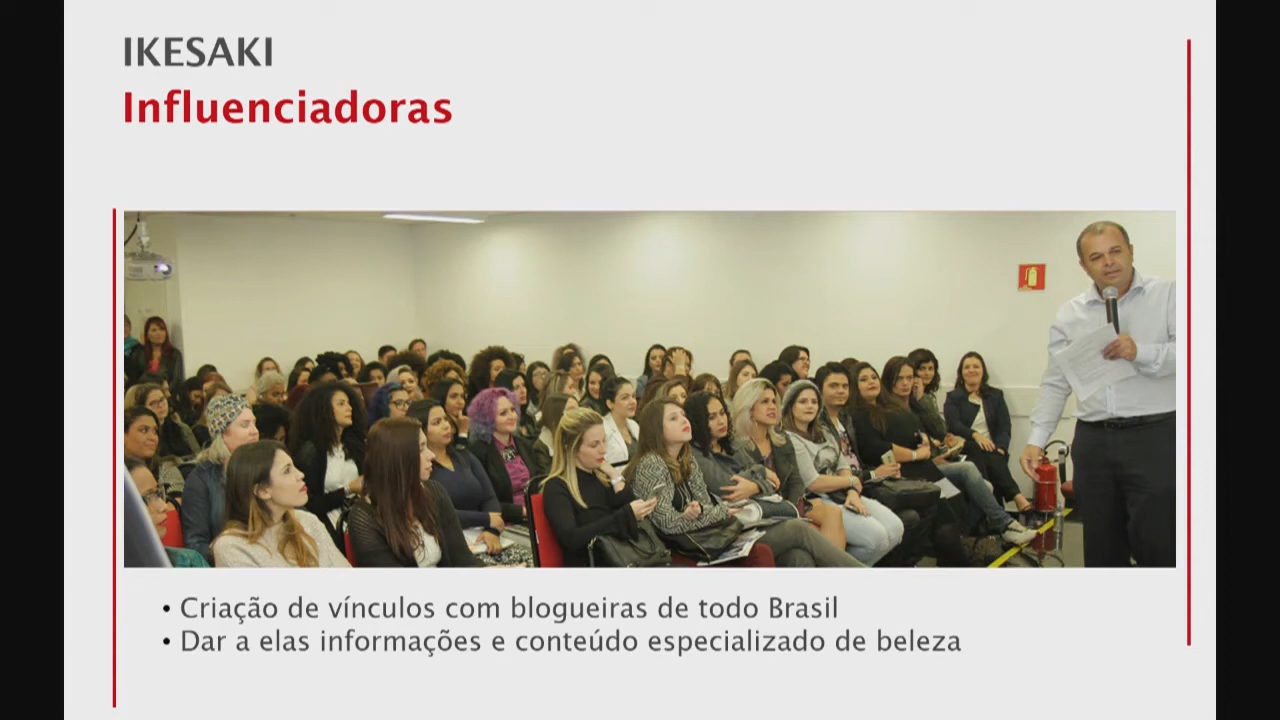 IKESAKI
Influenciadoras
• Criação de vínculos com blogueiras de todo Brasil
• Dar a elas informações e conteúdo especializado de beleza